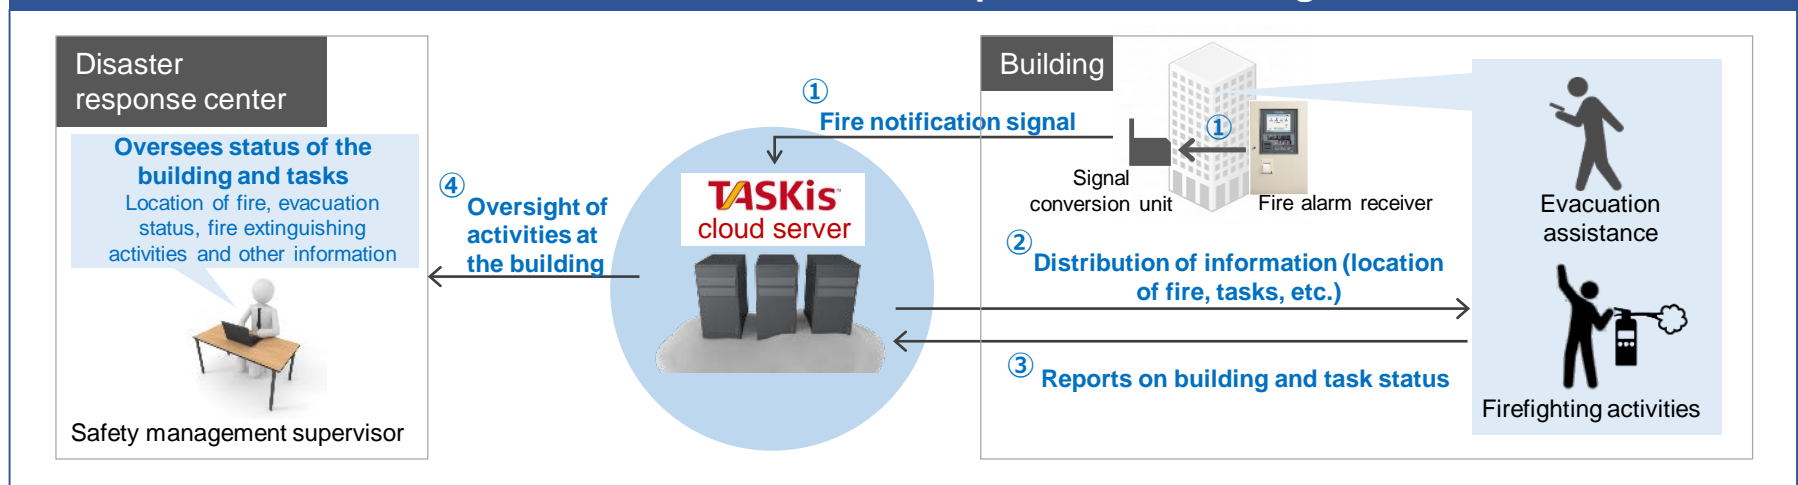 Disaster
response center
Oversees status of the
building and tasks
Location of fire, evacuation
status, fire extinguishing
activities and other information
Safety management supervisor
④
Oversight of
activities at
the building
①
Fire notification signal
TASKis™
cloud server
Building
①
Signal
conversion unit
Fire alarm receiver
②
Distribution of information (location
of fire, tasks, etc.)
③
Reports on building and task status
Evacuation
assistance
Firefighting activities